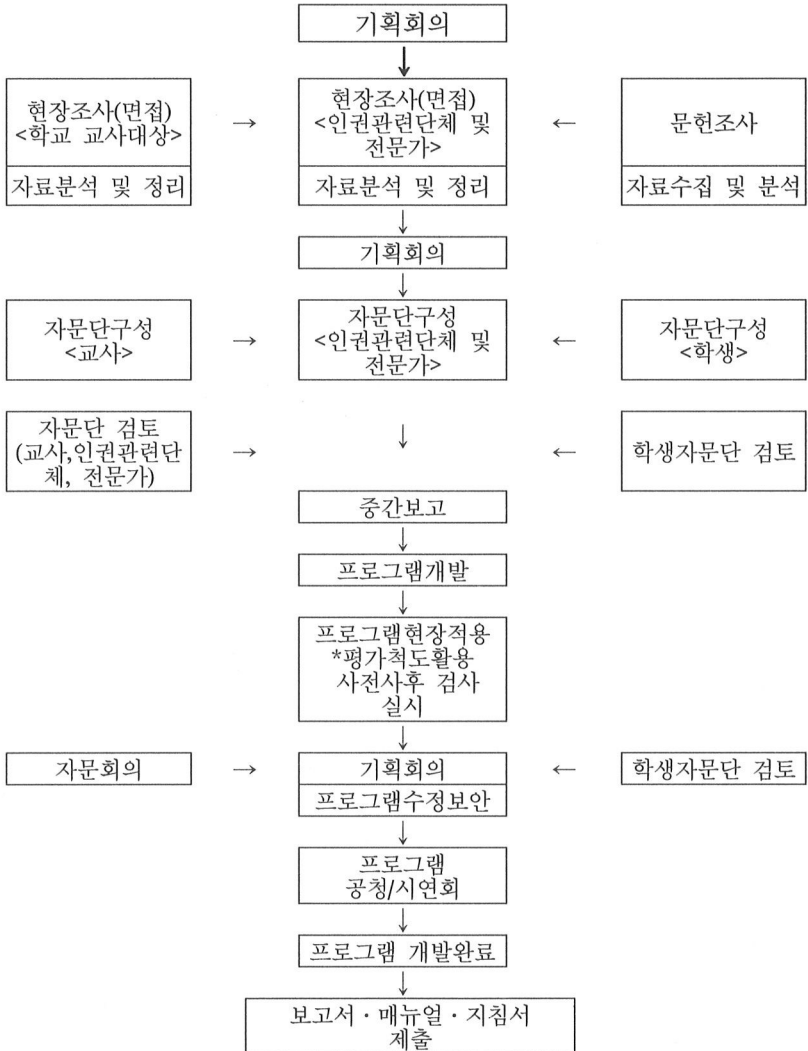 기획회의
↓
현장조사(면접)
<학교 교사대상>
자료분석 및 정리
→
현장조사(면접)
<인권관련단체 및
전문가>
자료분석 및 정리
←
문헌조사
자료수집 및 분석
↓
기획회의
↓
자문단구성
<교사>
→
자문단구성
<인권관련단체 및
전문가>
←
자문단구성
<학생>
자문단 검토
(교사,인권관련단
체, 전문가)
→
↓
←
학생자문단 검토
중간보고
↓
프로그램개발
↓
프로그램현장적용
*평가척도활용
사전사후 검사
실시
↓
자문회의
→
기획회의
프로그램수정보안
←
학생자문단 검토
↓
프로그램
공청/시연회
↓
프로그램 개발완료
↓
보고서 · 매뉴얼 · 지침서
제출